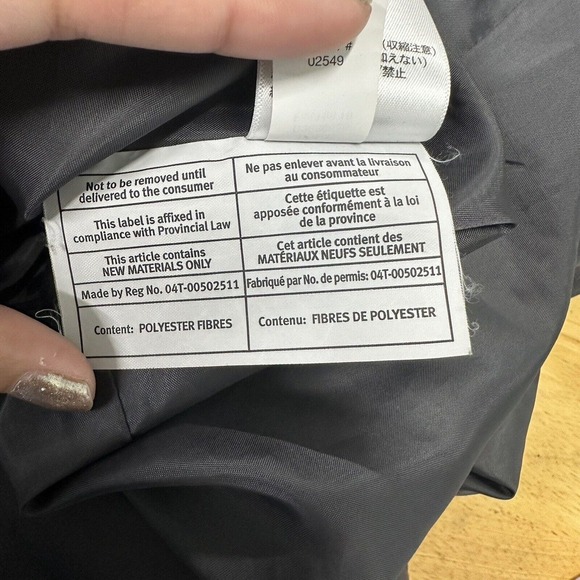 #
02549
(収縮注意)
加えない)
禁止
Not to be removed until
delivered to the consumer
Ne pas enlever avant la livraison
au consommateur
This label is affixed in
compliance with Provincial Law
Cette étiquette est
apposée conformément à la loi
de la province
This article contains
NEW MATERIALS ONLY
Cet article contient des
MATÉRIAUX NEUFS SEULEMENT
Made by Reg No. 04T-00502511
Fabriqué par No. de permis: 04T-00502511
Content: POLYESTER FIBRES
Contenu: FIBRES DE POLYESTER